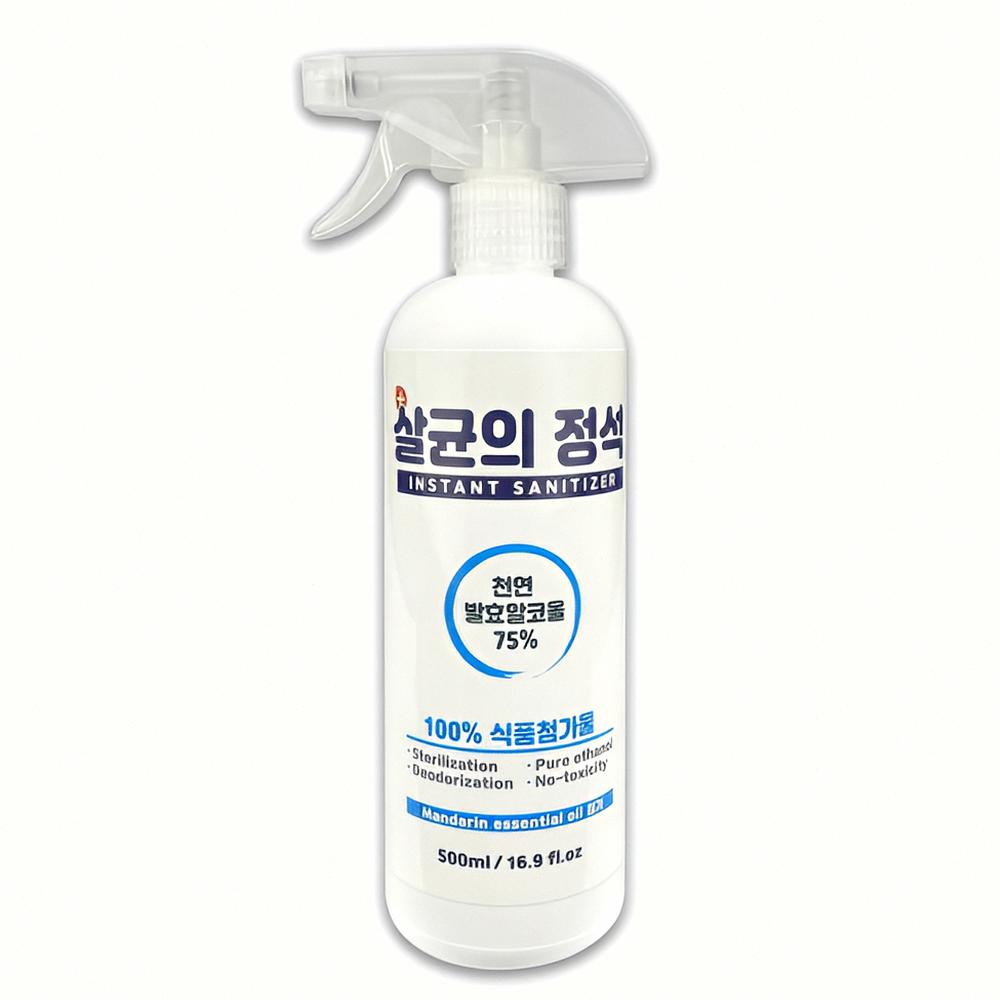 살균의 정석
INSTANT SANITIZER
천연
발효알코올
75%
100% 식품첨가물
·Sterilization ·Pure ethanol
·Deodorization ·No-toxicity
Mandarin essential oil
500ml / 16.9 fl.oz